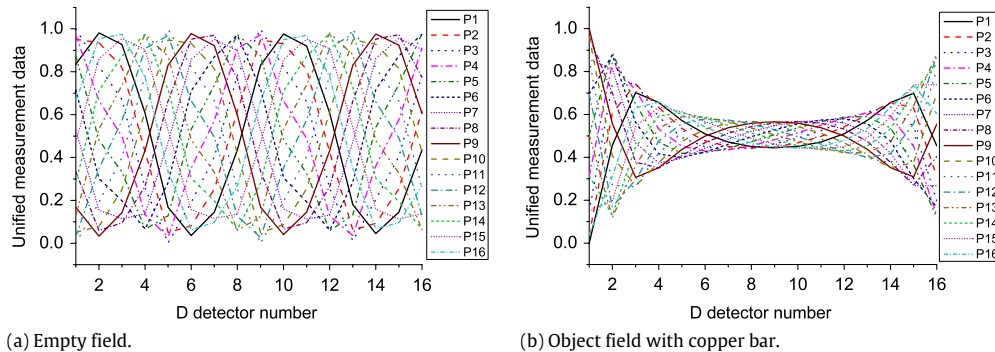 Unified measurement data
1.0
0.8
0.6
0.4
0.2
0.0
2 4 6 8 10 12 14 16
D detector number
P1
P2
P3
P4
P5
P6
P7
P8
P9
P10
P11
P12
P13
P14
P15
P16
(a) Empty field.
Unified measurement data
1.0
0.8
0.6
0.4
0.2
0.0
2 4 6 8 10 12 14 16
D detector number
P1
P2
P3
P4
P5
P6
P7
P8
P9
P10
P11
P12
P13
P14
P15
P16
(b) Object field with copper bar.